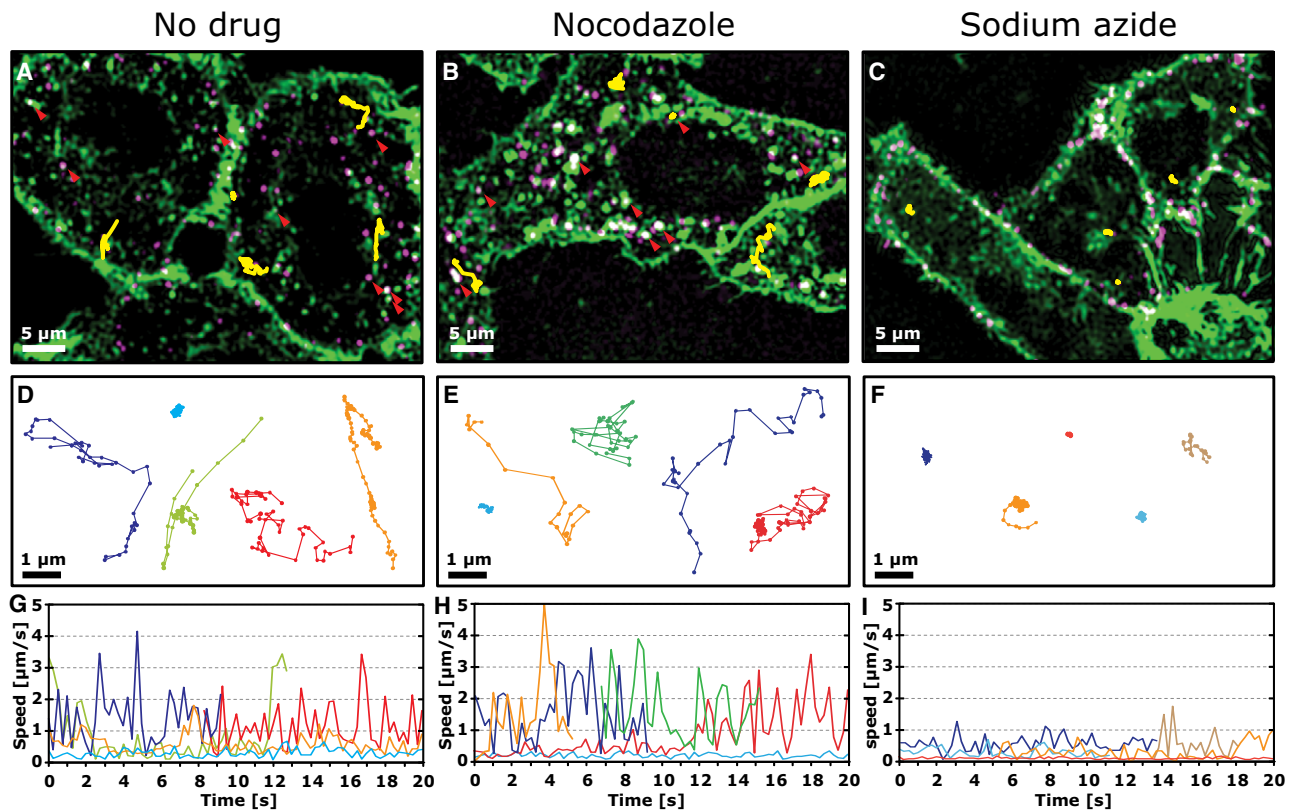 No drug Nocodazole Sodium azide
A B C
5 µm 5 µm 5 µm
D E F
1 µm 1 µm 1 µm
G H I
Speed [µm/s] Speed [µm/s] speed [µm/s]
5 5 5
4 4 4
3 3 3
2 2 2
1 1 1
0 0 0
0 2 4 6 8 10 12 14 16 18 20 0 2 4 6 8 10 12 14 16 18 20 0 2 4 6 8 10 12 14 16 18 20
Time [s] Time [s] Time [s]